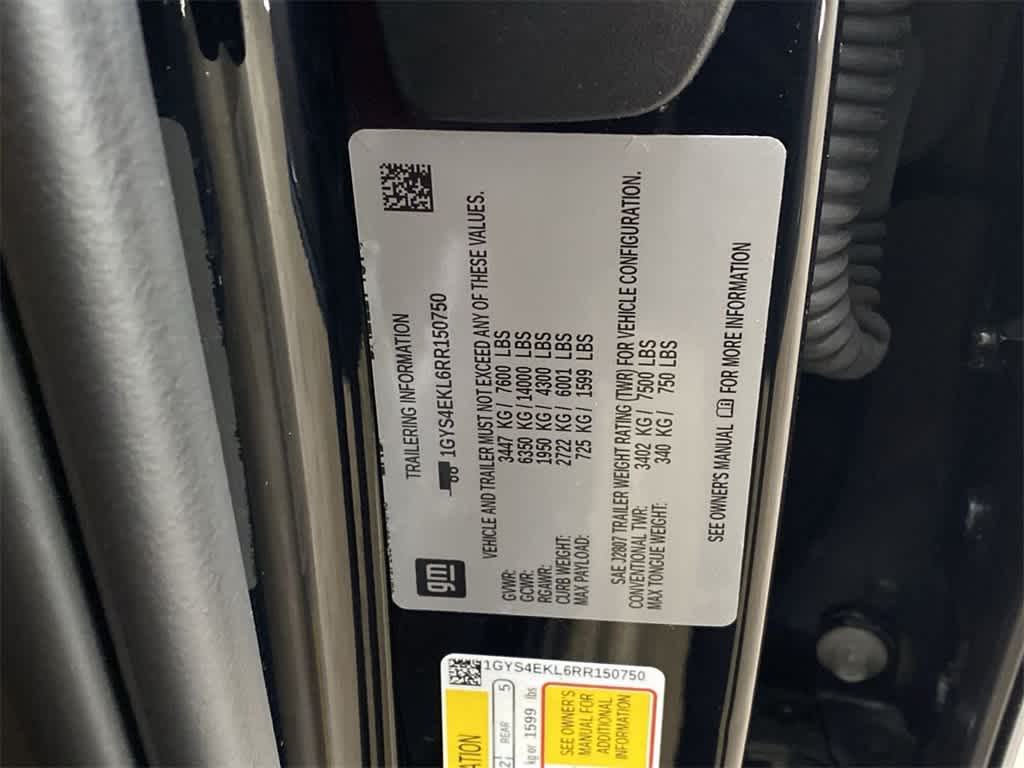 gm
TRAILERING INFORMATION
1GYS4EKL6RR150750
VEHICLE AND TRAILER MUST NOT EXCEED ANY OF THESE VALUES.
GVWR: 3447 KG / 7600 LBS
GCWR: 6350 KG / 14000 LBS
RGAWR: 1950 KG / 4300 LBS
CURB WEIGHT: 2722 KG / 6001 LBS
MAX PAYLOAD: 725 KG / 1599 LBS
SAE J2807 TRAILER WEIGHT RATING (TWR) FOR VEHICLE CONFIGURATION.
CONVENTIONAL TWR: 3402 KG / 7500 LBS
MAX TONGUE WEIGHT: 340 KG / 750 LBS
SEE OWNER'S MANUAL FOR MORE INFORMATION
1GYS4EKL6RR150750
REAR 5
kg or 1599 lbs
SEE OWNER'S
MANUAL FOR
ADDITIONAL
INFORMATION